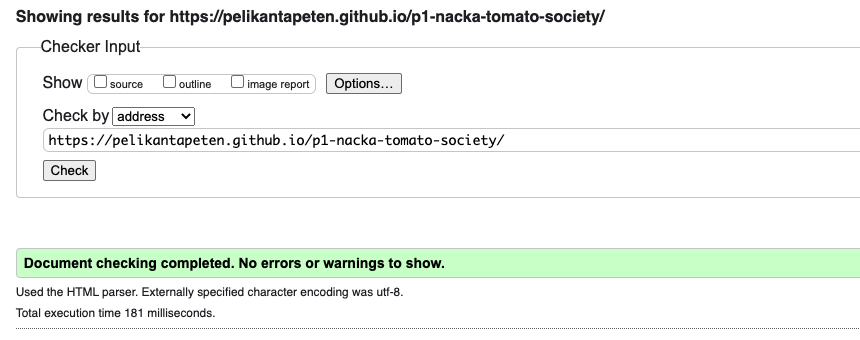 Showing results for https://pelikantapeten.github.io/p1-nacka-tomato-society/
Checker Input
Show source outline image report Options...
Check by address
https://pelikantapeten.github.io/p1-nacka-tomato-society/
Check
Document checking completed. No errors or warnings to show.
Used the HTML parser. Externally specified character encoding was utf-8.
Total execution time 181 milliseconds.